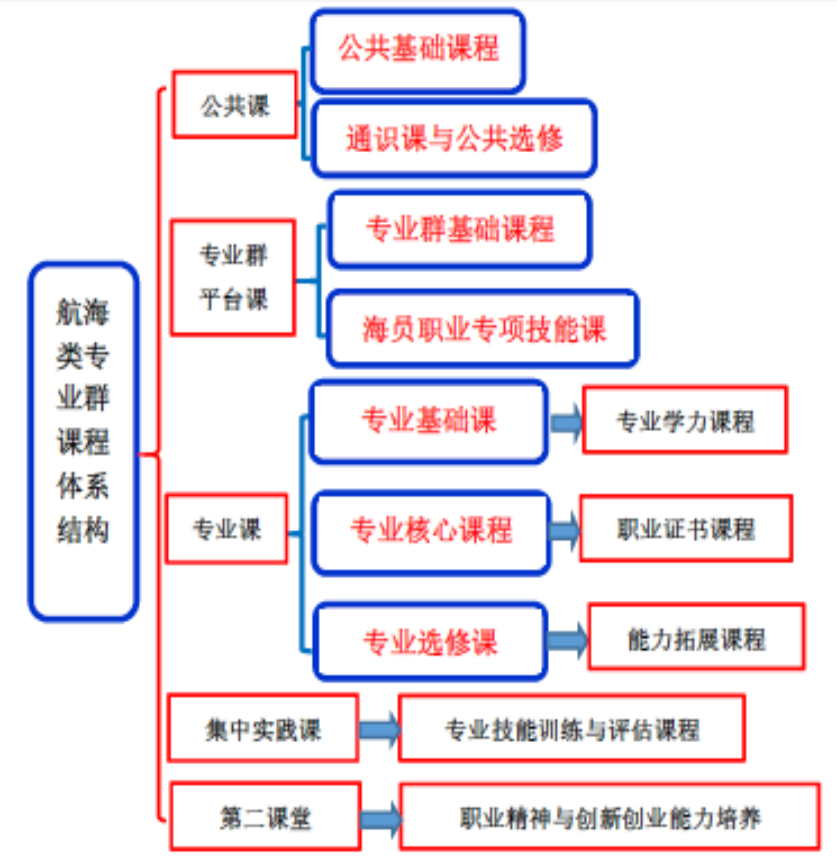 航海
类专
业群
课程
体系
结构
公共课
公共基础课程
通识课与公共选修
专业群
平台课
专业群基础课程
海员职业专项技能课
专业课
专业基础课
专业学力课程
专业核心课程
职业证书课程
专业选修课
能力拓展课程
集中实践课
专业技能训练与评估课程
第二课堂
职业精神与创新创业能力培养